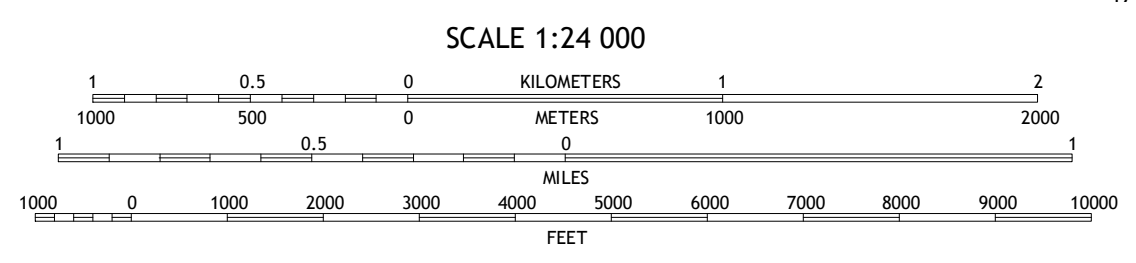 SCALE 1:24 000
1 0.5 0 KILOMETERS 1 2
1000 500 0 METERS 1000 2000
1 0.5 0 1
MILES
1000 0 1000 2000 3000 4000 5000 6000 7000 8000 9000 10000
FEET